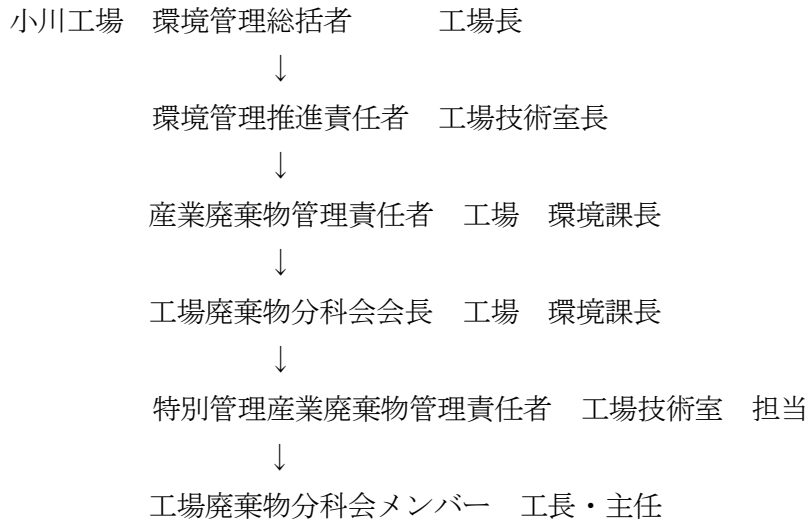 小川工場　環境管理総括者　　　工場長
↓
環境管理推進責任者　工場技術室長
↓
産業廃棄物管理責任者　工場　環境課長
↓
工場廃棄物分科会会長　工場　環境課長
↓
特別管理産業廃棄物管理責任者　工場技術室　担当
↓
工場廃棄物分科会メンバー　工長・主任